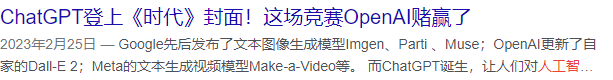 ChatGPT登上《时代》封面！这场竞赛OpenAI赌赢了
2023年2月25日 — Google先后发布了文本图像生成模型Imgen、Parti 、Muse；OpenAI更新了自
家的Dall-E 2；Meta的文本生成视频模型Make-a-Video等。 而ChatGPT诞生，让人们对人工智...